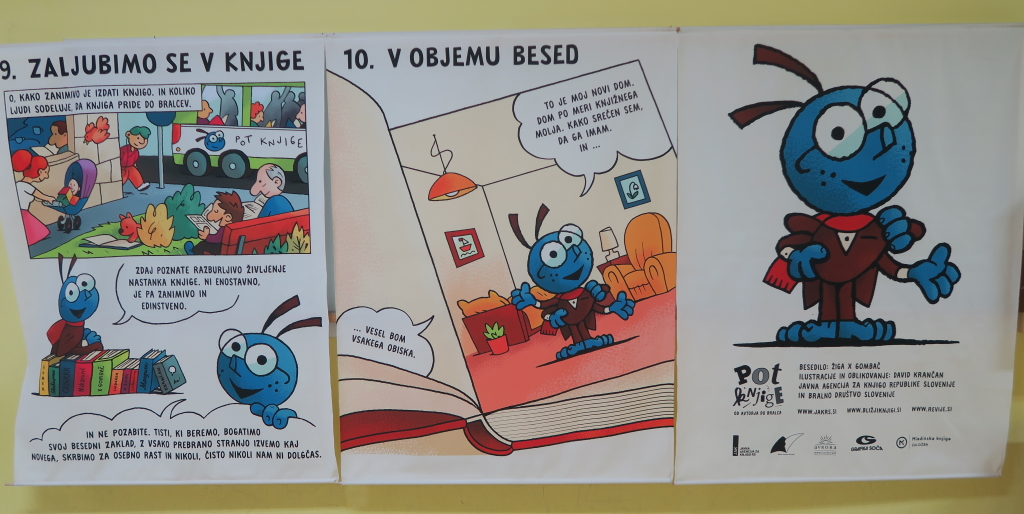 9. ZALJUBIMO SE V KNJIGE
O, KAKO ZANIMIVO JE IZDATI KNJIGO. IN KOLIKO
LJUDI SODELUJE, DA KNJIGA PRIDE DO BRALCEV.
POT KNJIGE
ZDAJ POZNATE RAZBURLJIVO ŽIVLJENJE
NASTANKA KNJIGE. NI ENOSTAVNO,
JE PA ZANIMIVO IN
EDINSTVENO.
IN NE POZABITE. TISTI, KI BEREMO, BOGATIMO
SVOJ BESEDNI ZAKLAD, Z VSAKO PREBRANO STRANJO IZVEMO KAJ
NOVEGA, SKRBIMO ZA OSEBNO RAST IN NIKOLI, ČISTO NIKOLI NAM NI DOLGČAS.
10. V OBJEMU BESED
TO JE MOJ NOVI DOM.
DOM PO MERI KNJIŽNEGA
MOLJA. KAKO SREČEN SEM,
DA GA IMAM.
IN ...
... VESEL BOM
VSAKEGA OBISKA.
Pot
knjige
OD AVTORJA DO BRALCA
BESEDILO: ŽIGA X GOMBAČ
ILUSTRACIJE IN OBLIKOVANJE: DAVID KRANČAN
JAVNA AGENCIJA ZA KNJIGO REPUBLIKE SLOVENIJE
IN BRALNO DRUŠTVO SLOVENIJE
WWW.JAKRS.SI WWW.BLIŽJIKNJIGI.SI WWW.REVIJE.SI
GRAFIKA SOČA
Mladinska knjiga